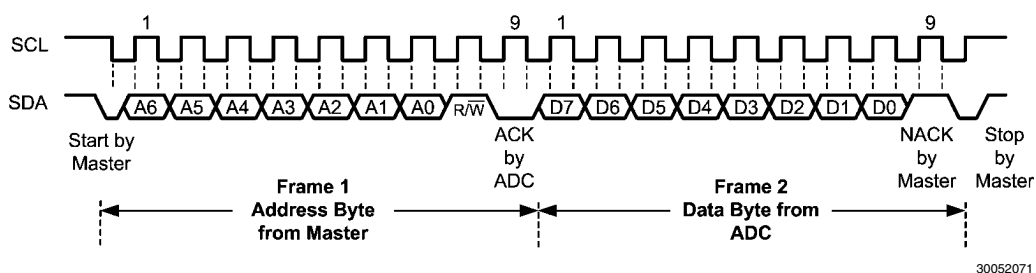 1 9 1 9
SCL
SDA A6 A5 A4 A3 A2 A1 A0 R/W̅ D7 D6 D5 D4 D3 D2 D1 D0
Start by
Master
ACK
by
ADC
NACK
by
Master
Stop
by
Master
Frame 1
Address Byte
from Master
Frame 2
Data Byte from
ADC
30052071